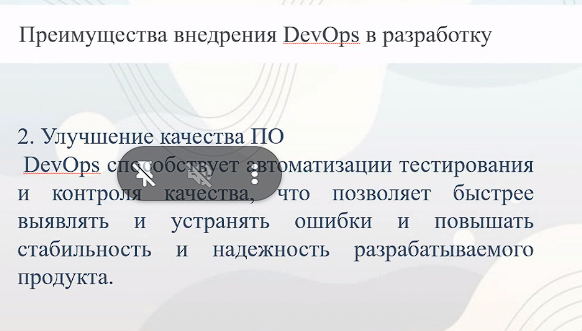 Преимущества внедрения DevOps в разработку
2. Улучшение качества ПО
DevOps способствует автоматизации тестирования
и контроля качества, что позволяет быстрее
выявлять и устранять ошибки и повышать
стабильность и надежность разрабатываемого
продукта.